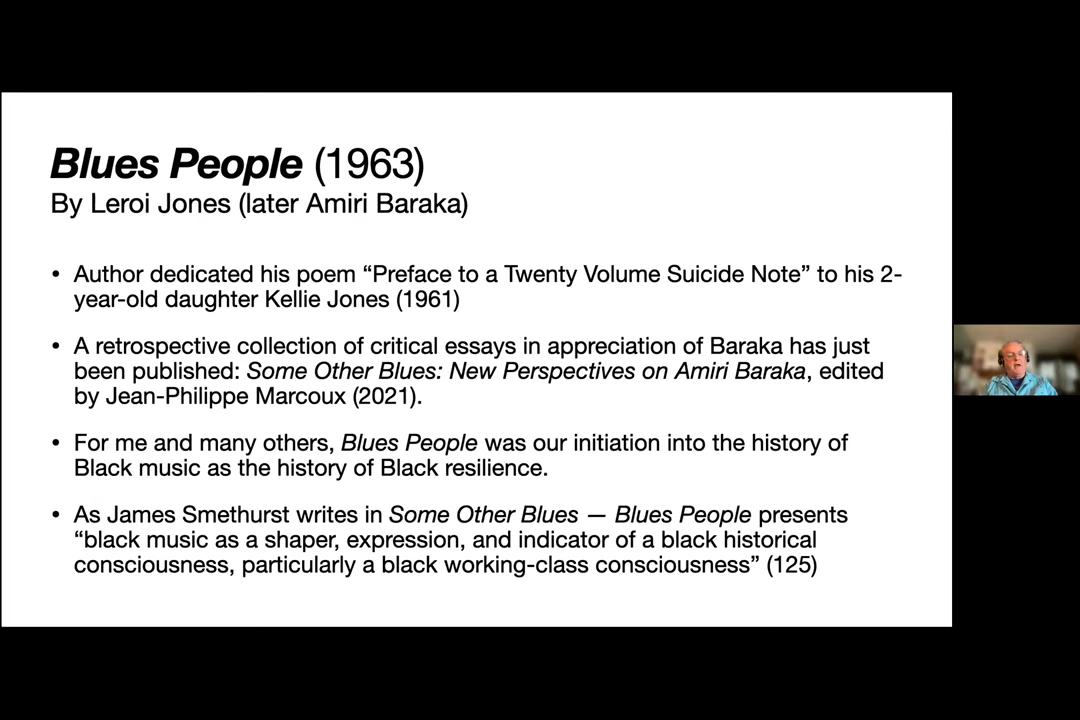 Blues People (1963)
By Leroi Jones (later Amiri Baraka)
• Author dedicated his poem “Preface to a Twenty Volume Suicide Note” to his 2-
year-old daughter Kellie Jones (1961)
• A retrospective collection of critical essays in appreciation of Baraka has just
been published: Some Other Blues: New Perspectives on Amiri Baraka, edited
by Jean-Philippe Marcoux (2021).
• For me and many others, Blues People was our initiation into the history of
Black music as the history of Black resilience.
• As James Smethurst writes in Some Other Blues — Blues People presents
“black music as a shaper, expression, and indicator of a black historical
consciousness, particularly a black working-class consciousness” (125)